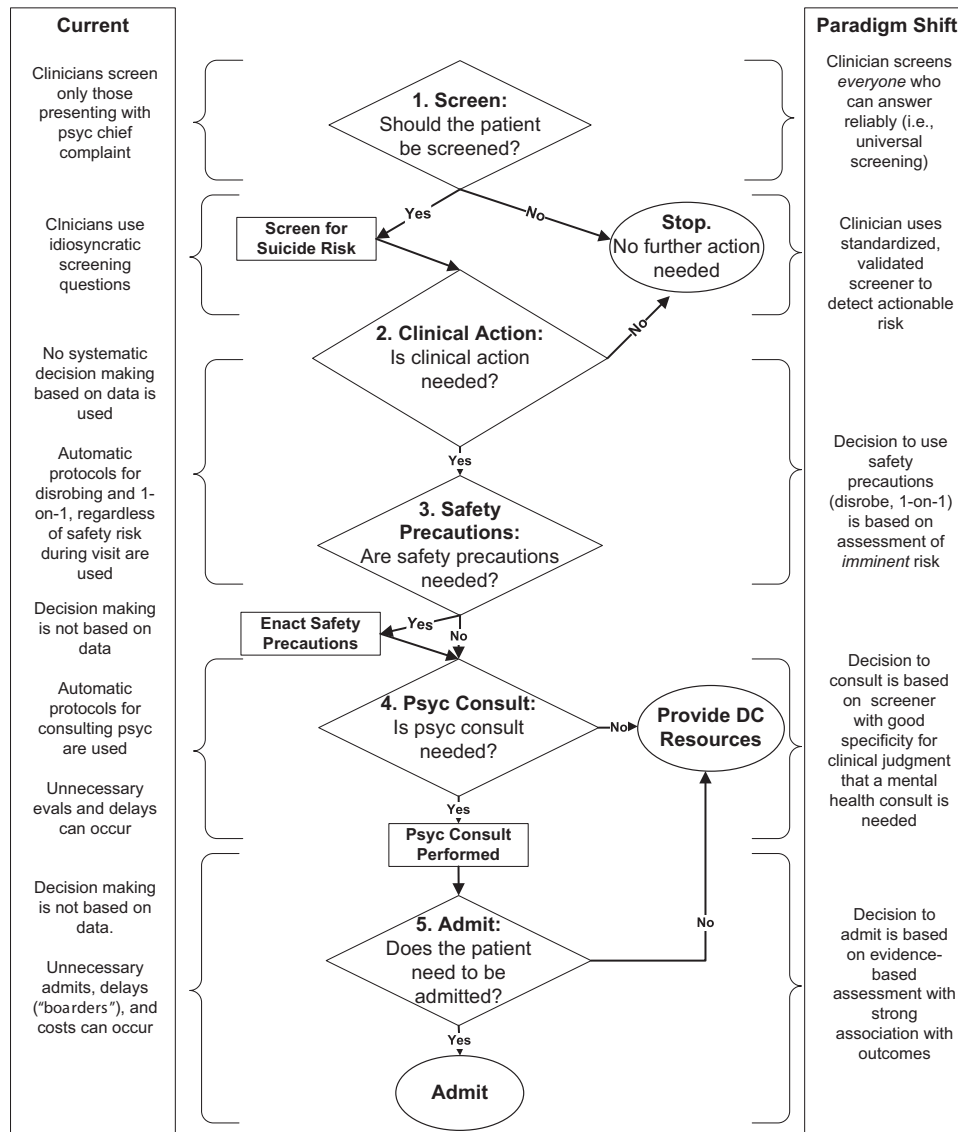 Current
Clinicians screen
only those
presenting with
psyc chief
complaint
Clnicians use
idiosyncratic
screening
questions
No systematic
decision making
based on data is
used
Automatic
protocols for
disrobing and 1-
on-1, regardless
of safety risk
during visit are
used
Decision making
is not based on
data
Automatic
protocols for
consulting psyc
are used
Unnecessary
evals and delays
can occur
Decision making
is not based on
data.
Unnecessary
admits, delays
("boarders"), and
costs can occur
1. Screen:
Should the patient
be screened?
Yes
No
Screen for
Suicide Risk
Stop.
No further action
needed
2. Clinical Action:
Is clinical action
needed?
No
Yes
3. Safety
Precautions:
Are safety precautions
needed?
Yes
No
Enact Safety
Precautions
4. Psyc Consult:
Is psyc consult
needed?
No
Provide DC
Resources
Yes
Psyc Consult
Performed
5. Admit:
Does the patient
need to be
admitted?
No
Yes
Admit
Paradigm Shift
Clinician screens
everyone who
can answer
reliably (i.e.,
universal
screening)
Clinician uses
standardized,
validated
screener to
detect actionable
risk
Decision to use
safety
precautions
(disrobe, 1-on-1)
is based on
assessment of
imminent risk
Decision to
consult is based
on screener
with good
specificity for
clinical judgment
that a mental
health consult is
needed
Decision to
admit is based
on evidence-
based
assessment with
strong
association with
outcomes